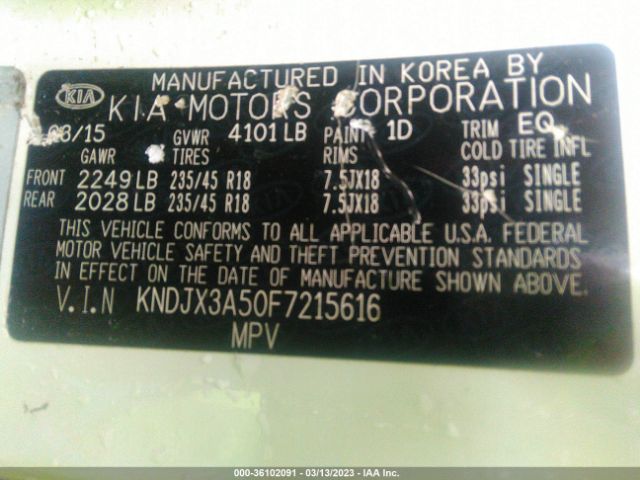 MANUFACTURED IN KOREA BY
KIA KIA MOTORS CORPORATION
03/15 GVWR 4101 LB PAINT 1D TRIM EQ
GAWR TIRES RIMS COLD TIRE INFL
FRONT 2249 LB 235/45 R18 7.5JX18 33psi SINGLE
REAR 2028 LB 235/45 R18 7.5JX18 33psi SINGLE
THIS VEHICLE CONFORMS TO ALL APPLICABLE U.S.A. FEDERAL
MOTOR VEHICLE SAFETY AND THEFT PREVENTION STANDARDS
IN EFFECT ON THE DATE OF MANUFACTURE SHOWN ABOVE.
V.I.N KNDJX3A50F7215616
MPV
000-36102091 - 03/13/2023 - IAA Inc.